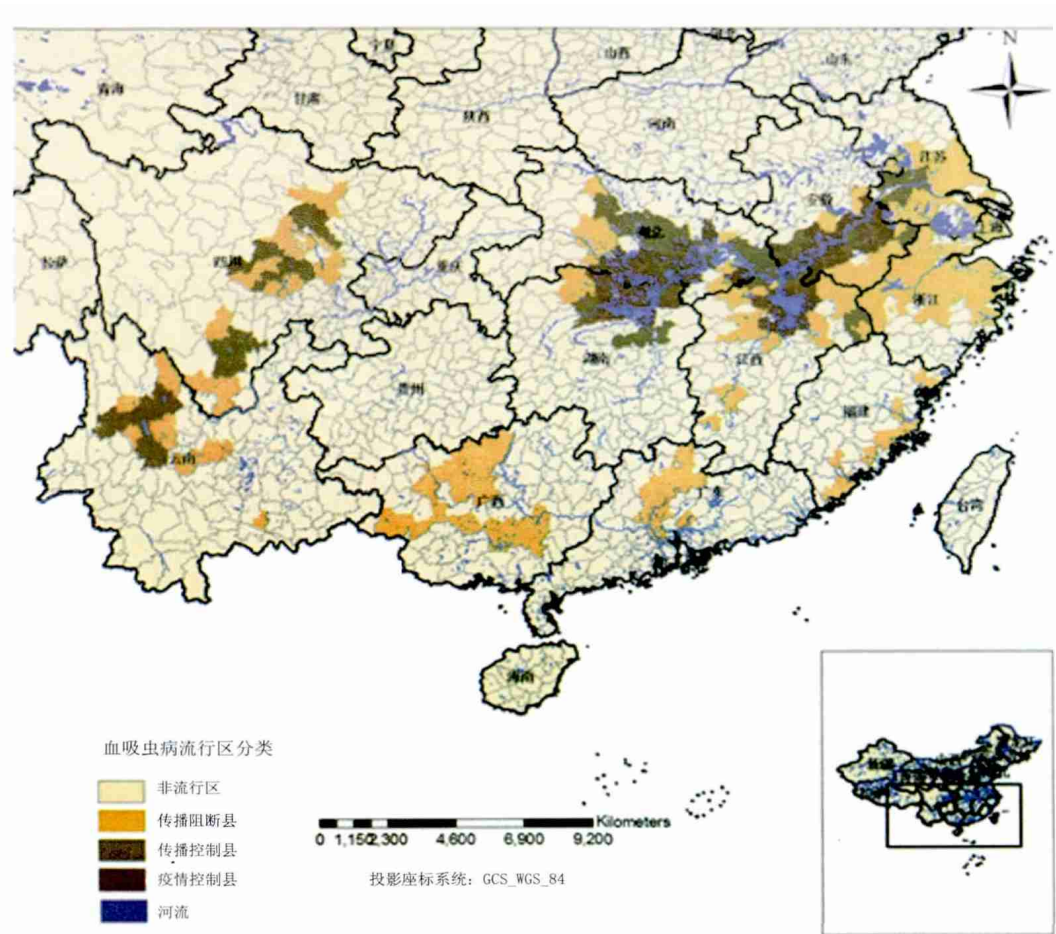 N
宁夏
山西
山东
青海
甘肃
陕西
河南
江苏
安徽
上海
四川
重庆
湖北
浙江
湖南
江西
贵州
福建
云南
广西
广东
台湾
海南
血吸虫病流行区分类
非流行区
传播阻断县
传播控制县
疫情控制县
河流
Kilometers
0 1,150 2,300 4,600 6,900 9,200
投影座标系统: GCS_WGS_84